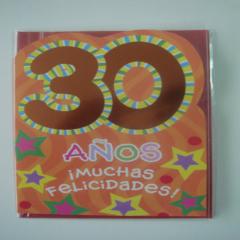 30
AÑOS
¡MUCHAS
FELICIDADES!